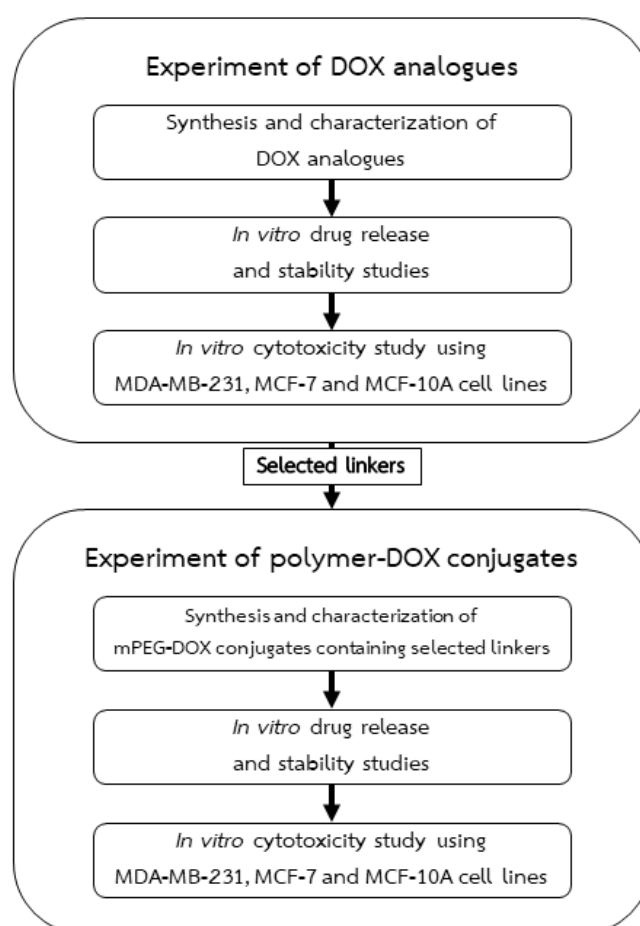 Experiment of DOX analogues
Synthesis and characterization of
DOX analogues
In vitro drug release
and stability studies
In vitro cytotoxicity study using
MDA-MB-231, MCF-7 and MCF-10A cell lines
Selected linkers
Experiment of polymer-DOX conjugates
Synthesis and characterization of
mPEG-DOX conjugates containing selected linkers
In vitro drug release
and stability studies
In vitro cytotoxicity study using
MDA-MB-231, MCF-7 and MCF-10A cell lines